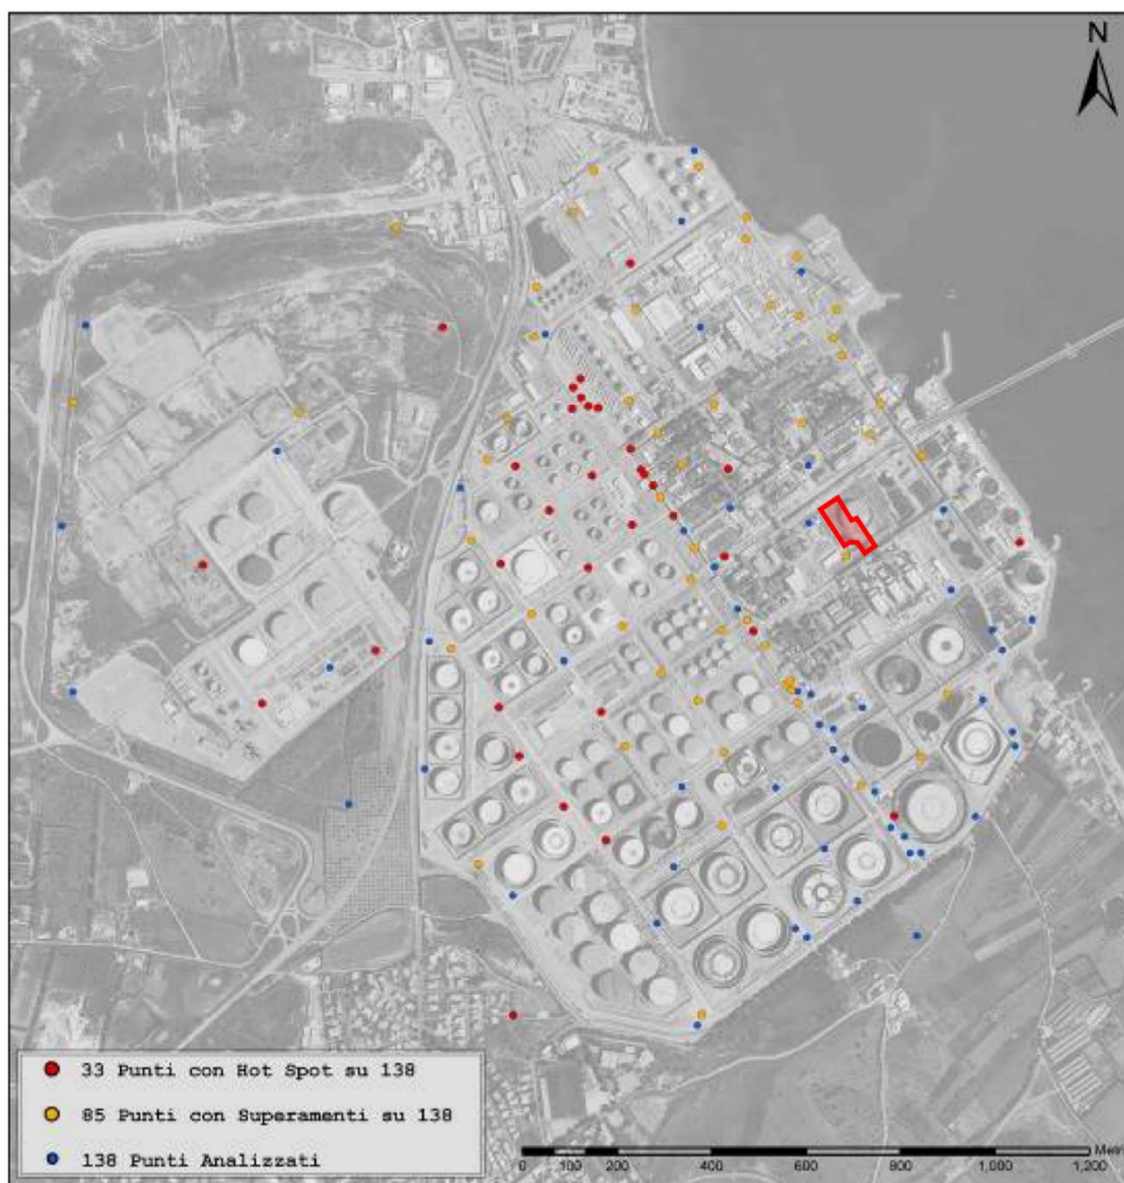 N
33 Punti con Hot Spot su 138
85 Punti con Superamenti su 138
138 Punti Analizzati
Metri
0 100 200 400 600 800 1,000 1,200